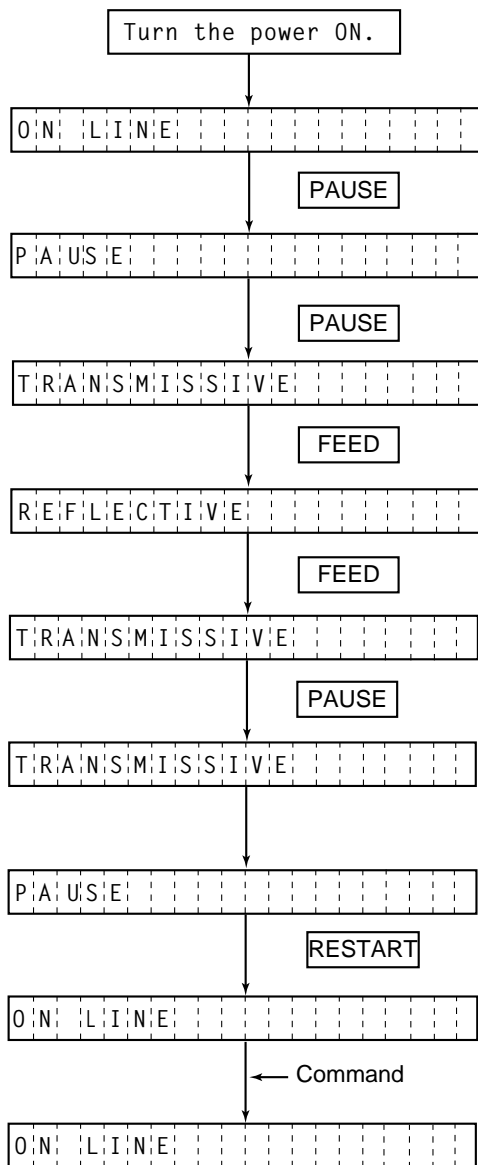 Turn the power ON.
ON LINE
PAUSE
PAUSE
PAUSE
TRANSMISSIVE
FEED
REFLECTIVE
FEED
TRANSMISSIVE
PAUSE
TRANSMISSIVE
PAUSE
RESTART
ON LINE
Command
ON LINE